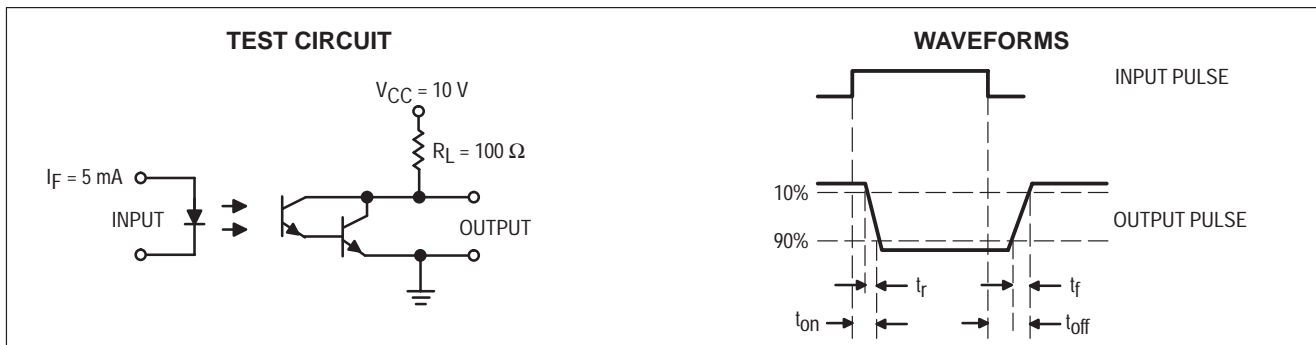 TEST CIRCUIT
VCC = 10 V
RL = 100 Ω
IF = 5 mA
INPUT
OUTPUT
WAVEFORMS
INPUT PULSE
10%
OUTPUT PULSE
90%
tr
tf
ton
toff